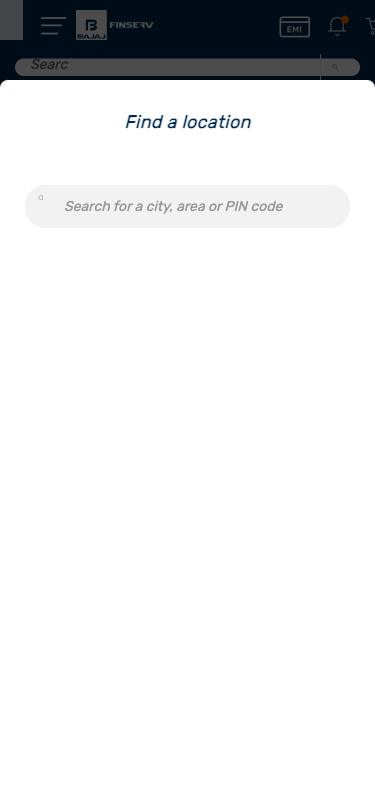 BAJAJ FINSERV
EMI
Searc
Find a location
Search for a city, area or PIN code